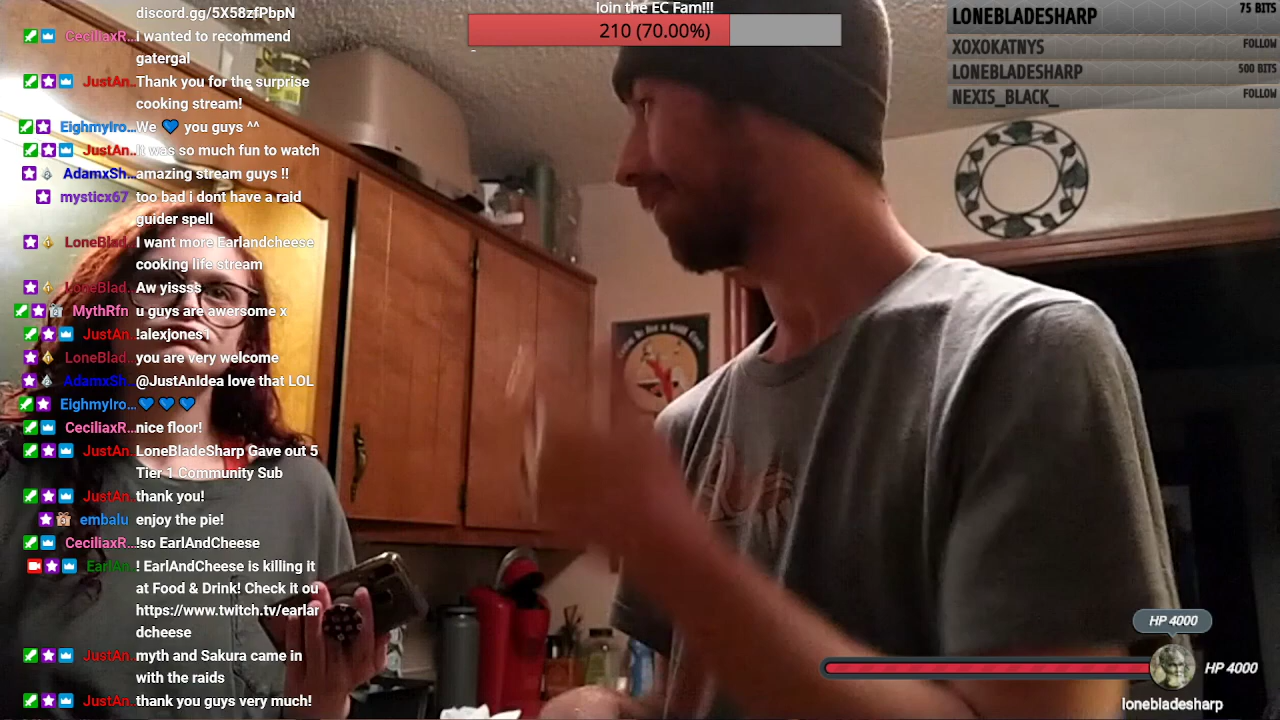 discord.gg/5X58zfPbpN
CeciliaxR... i wanted to recommend
gatergal
JustAn.. Thank you for the surprise
cooking stream!
EighmyIro... We 💙 you guys ^^
JustAn.. It was so much fun to watch
AdamxSh... amazing stream guys !!
mysticx67 too bad i dont have a raid
guider spell
LoneBlad.. I want more Earlandcheese
cooking life stream
LoneBlad.. Aw yissss
MythRfn u guys are awersome x
JustAn.. !alexjones1
LoneBlad.. you are very welcome
AdamxSh... @JustAnIdea love that LOL
EighmyIro... 💙 💙 💙
CeciliaxR... nice floor!
JustAn.. LoneBladeSharp Gave out 5
Tier 1 Community Sub
JustAn.. thank you!
embalu enjoy the pie!
CeciliaxR... !so EarlAndCheese
EarlAn.. ! EarlAndCheese is killing it
at Food & Drink! Check it ou
https://www.twitch.tv/earlar
dcheese
JustAn.. myth and Sakura came in
with the raids
JustAn.. thank you guys very much!
Join the EC Fam!!!
210 (70.00%)
LONEBLADESHARP 75 BITS
XOXOKATNYS FOLLOW
LONEBLADESHARP 500 BITS
NEXIS_BLACK_ FOLLOW
HP 4000
HP 4000
lonebladesharp